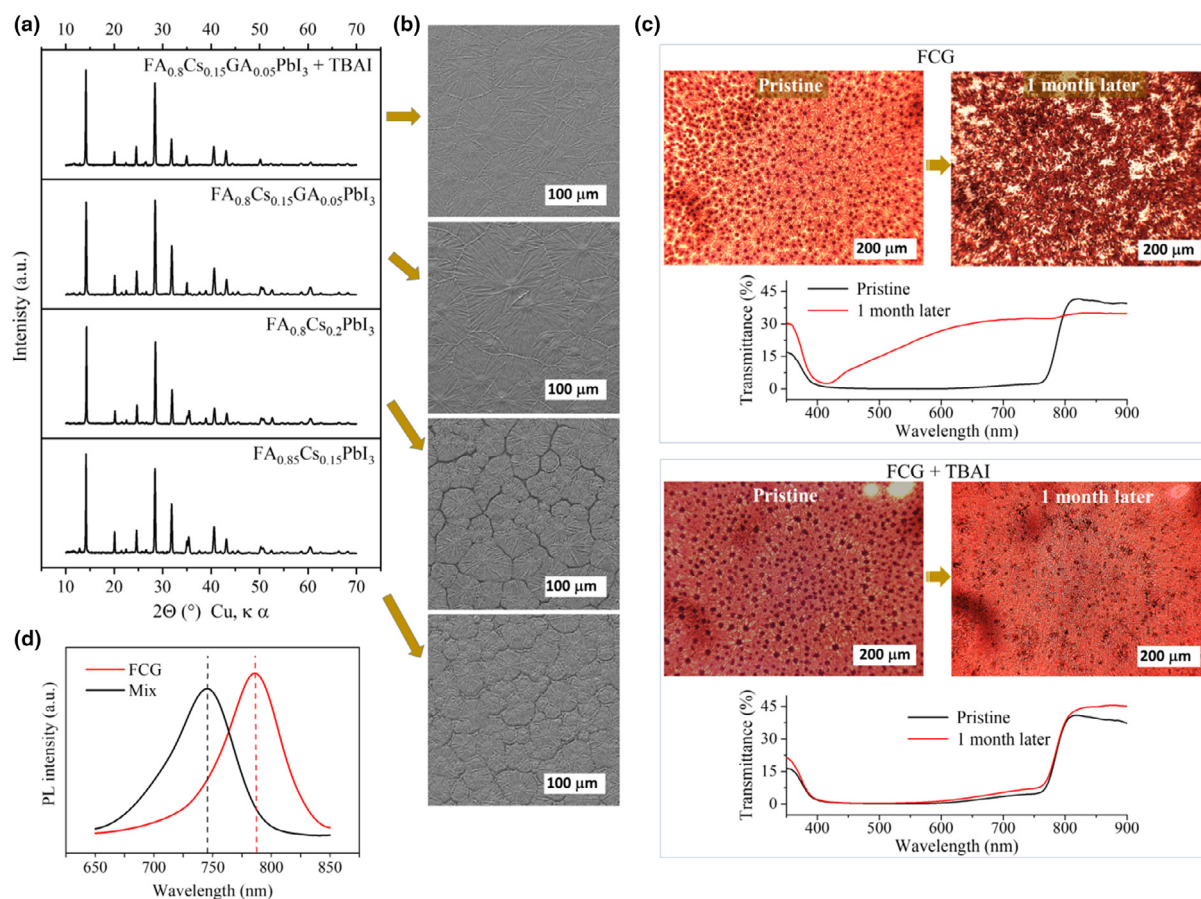 (a)
10 20 30 40 50 60 70
FA0.8Cs0.15GA0.05PbI3 + TBAI
FA0.8Cs0.15GA0.05PbI3
FA0.8Cs0.2PbI3
FA0.85Cs0.15PbI3
Intenisty (a.u.)
10 20 30 40 50 60 70
2Θ (°) Cu, κ α
(b)
100 μm
100 μm
100 μm
100 μm
(c)
FCG
Pristine
1 month later
200 μm
200 μm
Transmittance (%)
45
30
15
0
Pristine
1 month later
400 500 600 700 800 900
Wavelength (nm)
FCG + TBAI
Pristine
1 month later
200 μm
200 μm
Transmittance (%)
45
30
15
0
Pristine
1 month later
400 500 600 700 800 900
Wavelength (nm)
(d)
PL intensity (a.u.)
FCG
Mix
650 700 750 800 850
Wavelength (nm)